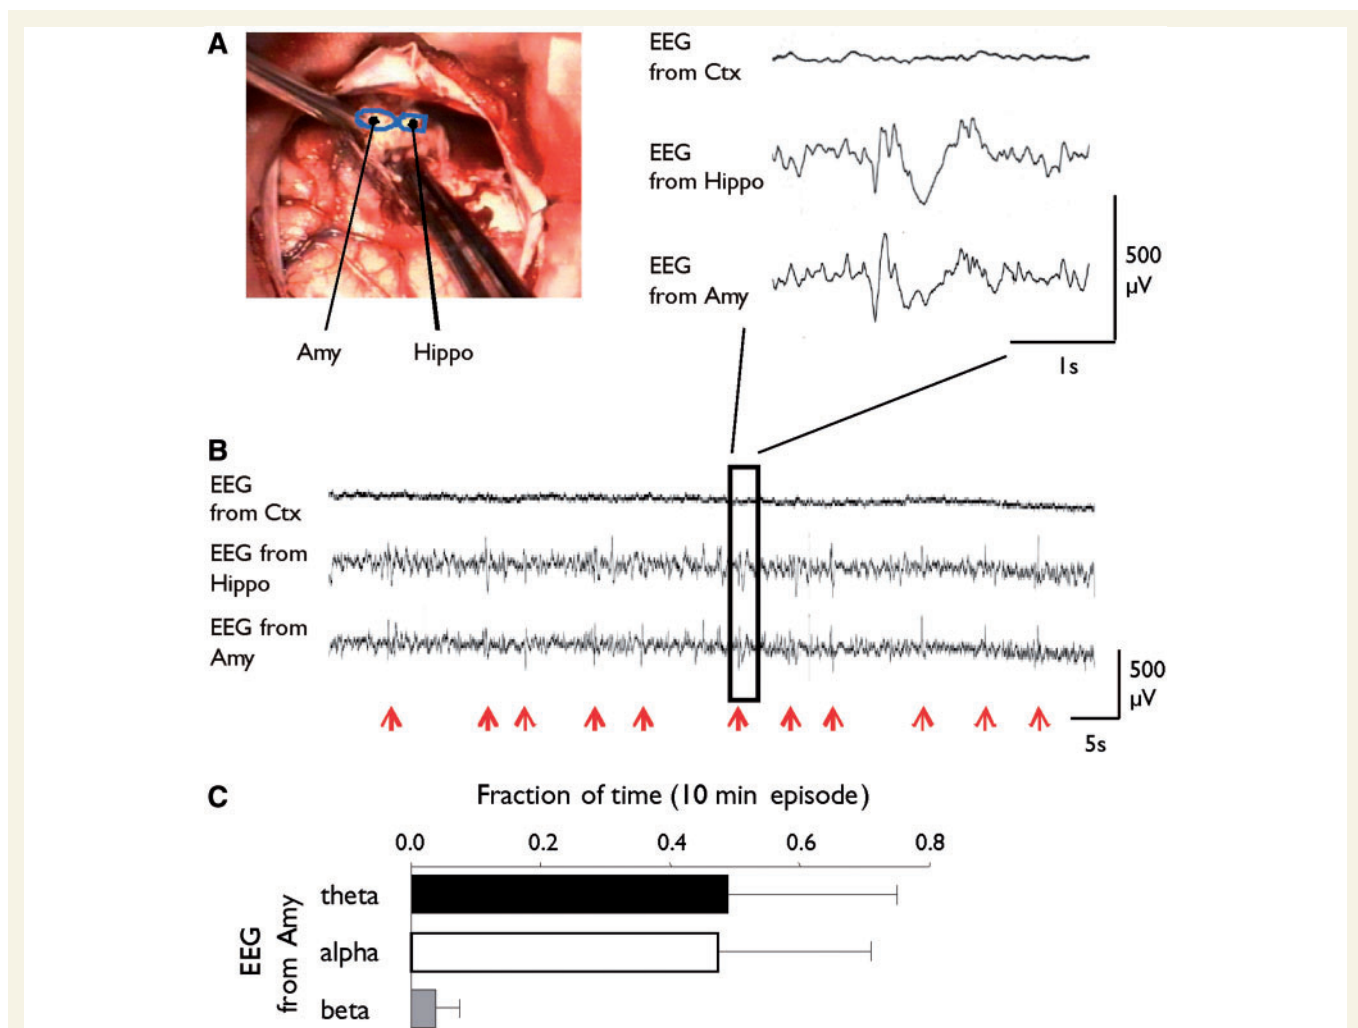 A
EEG
from Ctx
EEG
from Hippo
EEG
from Amy
500
µV
1s
Amy
Hippo
B
EEG
from Ctx
EEG from
Hippo
EEG from
Amy
500
µV
5s
C
Fraction of time (10 min episode)
0.0
0.2
0.4
0.6
0.8
EEG
from Amy
theta
alpha
beta